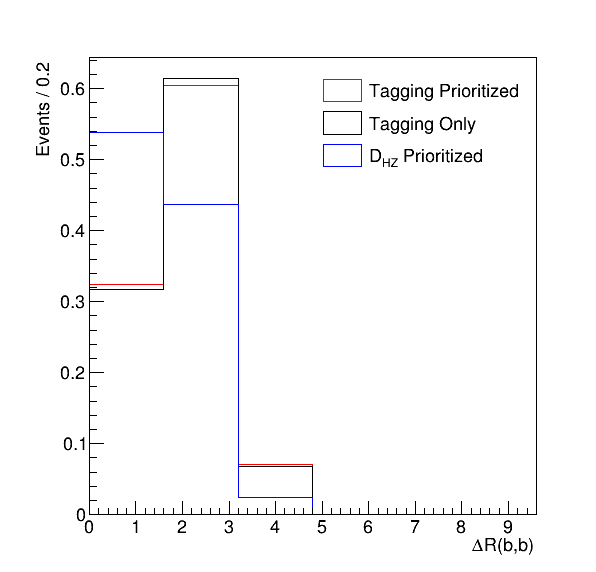 Events / 0.2
0.6
0.5
0.4
0.3
0.2
0.1
0
Tagging Prioritized
Tagging Only
D_HZ Prioritized
0 1 2 3 4 5 6 7 8 9
ΔR(b,b)